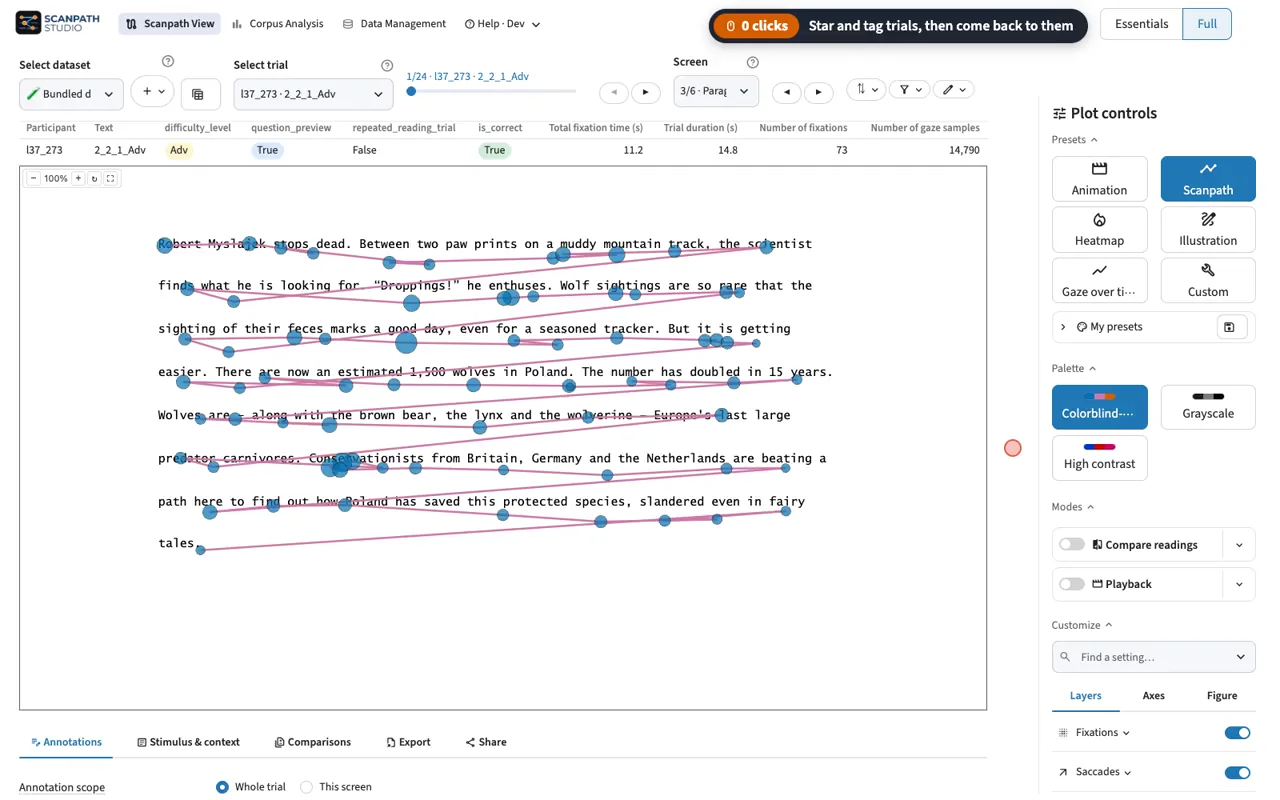 SCANPATH STUDIO
Scanpath View
Corpus Analysis
Data Management
Help · Dev
0 clicks Star and tag trials, then come back to them
Essentials
Full
Select dataset
Bundled d
Select trial
l37_273 · 2_2_1_Adv
1/24 · l37_273 · 2_2_1_Adv
Screen
3/6 · Parag
Participant Text difficulty_level question_preview repeated_reading_trial is_correct Total fixation time (s) Trial duration (s) Number of fixations Number of gaze samples
l37_273 2_2_1_Adv Adv True False True 11.2 14.8 73 14,790
100%
Robert Myslajek stops dead. Between two paw prints on a muddy mountain track, the scientist
finds what he is looking for. "Droppings!" he enthuses. Wolf sightings are so rare that the
sighting of their feces marks a good day, even for a seasoned tracker. But it is getting
easier. There are now an estimated 1,500 wolves in Poland. The number has doubled in 15 years.
Wolves are – along with the brown bear, the lynx and the wolverine – Europe's last large
predator carnivores. Conservationists from Britain, Germany and the Netherlands are beating a
path here to find out how Poland has saved this protected species, slandered even in fairy
tales.
Annotations
Stimulus & context
Comparisons
Export
Share
Annotation scope
Whole trial
This screen
Plot controls
Presets
Animation
Scanpath
Heatmap
Illustration
Gaze over ti···
Custom
My presets
Palette
Colorblind-···
Grayscale
High contrast
Modes
Compare readings
Playback
Customize
Find a setting…
Layers
Axes
Figure
Fixations
Saccades